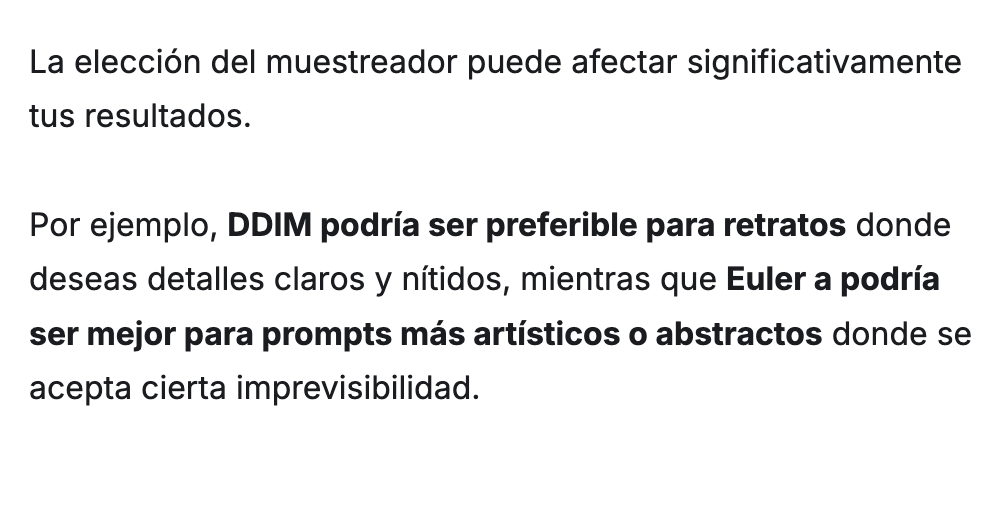 La elección del muestreador puede afectar significativamente
tus resultados.
Por ejemplo, DDIM podría ser preferible para retratos donde
deseas detalles claros y nítidos, mientras que Euler a podría
ser mejor para prompts más artísticos o abstractos donde se
acepta cierta imprevisibilidad.